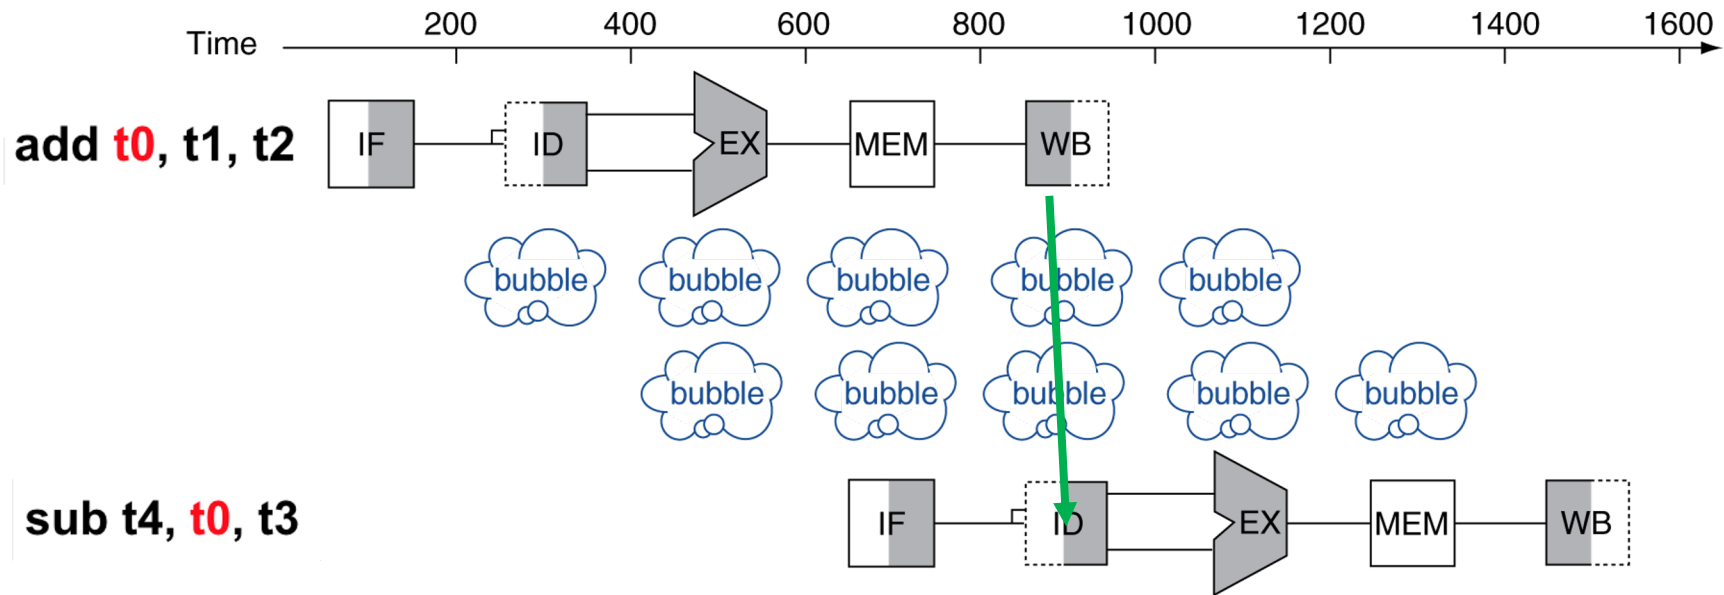 200 400 600 800 1000 1200 1400 1600
Time
add t0, t1, t2 IF ID EX MEM WB
bubble bubble bubble bubble bubble
bubble bubble bubble bubble bubble
sub t4, t0, t3 IF ID EX MEM WB